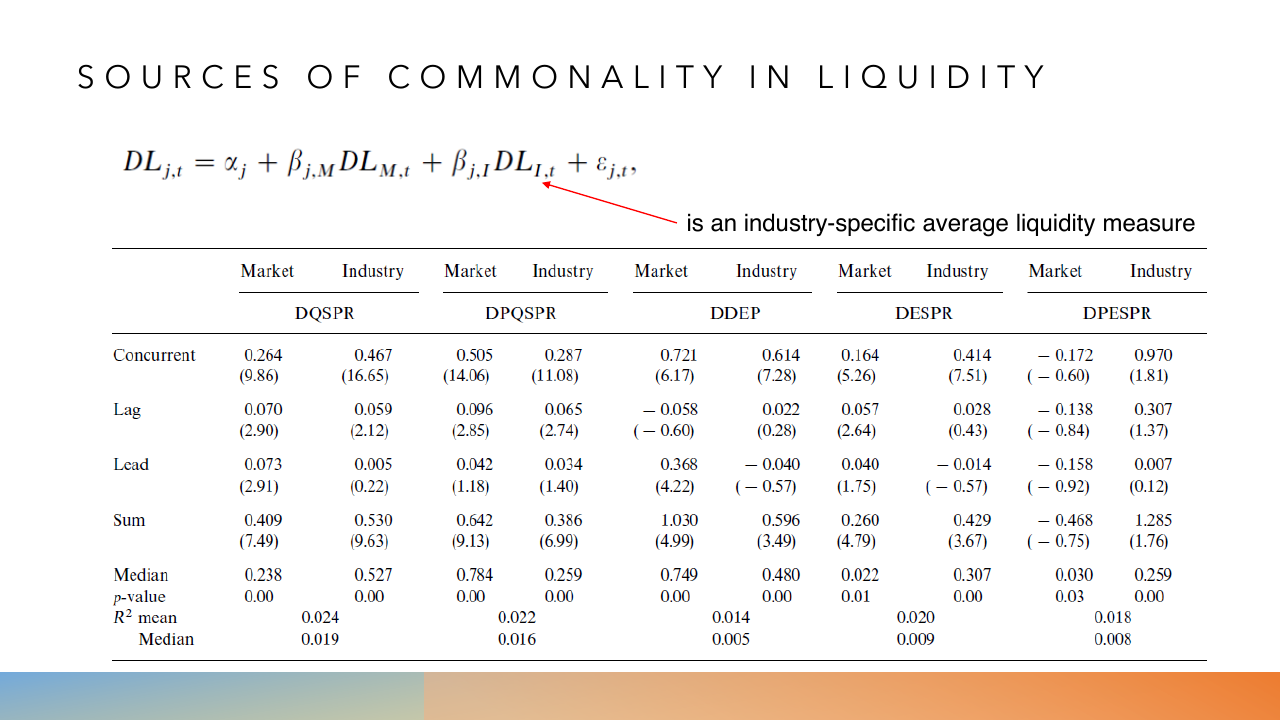 SOURCES OF COMMONALITY IN LIQUIDITY
DL_{j,t} = α_j + β_{j,M}DL_{M,t} + β_{j,I}DL_{I,t} + ε_{j,t},
is an industry-specific average liquidity measure
Market Industry Market Industry Market Industry Market Industry Market Industry
DQSPR DPQSPR DDEP DESPR DPESPR
Concurrent 0.264 0.467 0.505 0.287 0.721 0.614 0.164 0.414 − 0.172 0.970
(9.86) (16.65) (14.06) (11.08) (6.17) (7.28) (5.26) (7.51) ( − 0.60) (1.81)
Lag 0.070 0.059 0.096 0.065 − 0.058 0.022 0.057 0.028 − 0.138 0.307
(2.90) (2.12) (2.85) (2.74) ( − 0.60) (0.28) (2.64) (0.43) ( − 0.84) (1.37)
Lead 0.073 0.005 0.042 0.034 0.368 − 0.040 0.040 − 0.014 − 0.158 0.007
(2.91) (0.22) (1.18) (1.40) (4.22) ( − 0.57) (1.75) ( − 0.57) ( − 0.92) (0.12)
Sum 0.409 0.530 0.642 0.386 1.030 0.596 0.260 0.429 − 0.468 1.285
(7.49) (9.63) (9.13) (6.99) (4.99) (3.49) (4.79) (3.67) ( − 0.75) (1.76)
Median 0.238 0.527 0.784 0.259 0.749 0.480 0.022 0.307 0.030 0.259
p-value 0.00 0.00 0.00 0.00 0.00 0.00 0.01 0.00 0.03 0.00
R² mean 0.024 0.022 0.014 0.020 0.018
Median 0.019 0.016 0.005 0.009 0.008